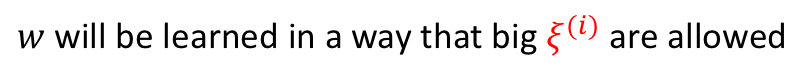 𝑤 will be learned in a way that big 𝜉⁽ⁱ⁾ are allowed